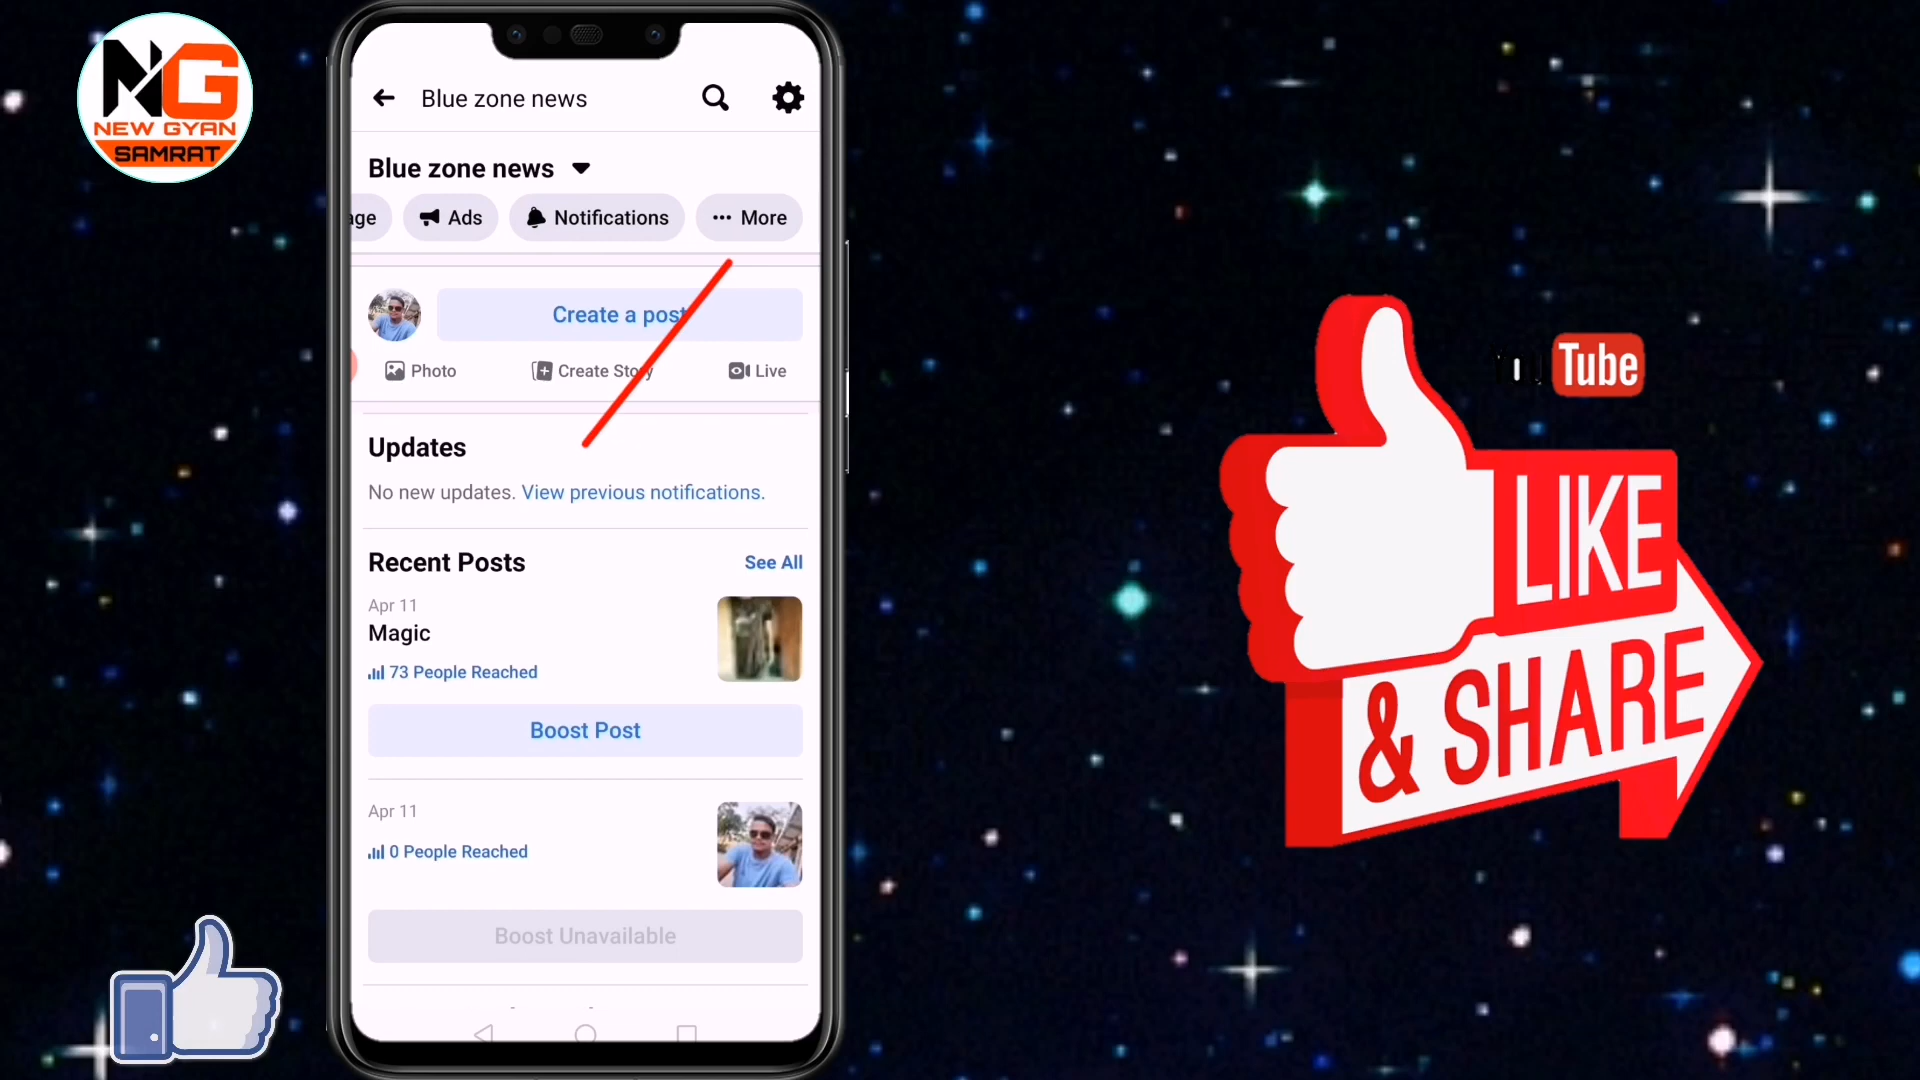 NG
NEW GYAN
SAMRAT
Blue zone news
Blue zone news
age
Ads
Notifications
More
Create a post
Photo
Create Story
Live
Updates
No new updates. View previous notifications.
Recent Posts
See All
Apr 11
Magic
73 People Reached
Boost Post
Apr 11
0 People Reached
Boost Unavailable
Tube
LIKE
& SHARE